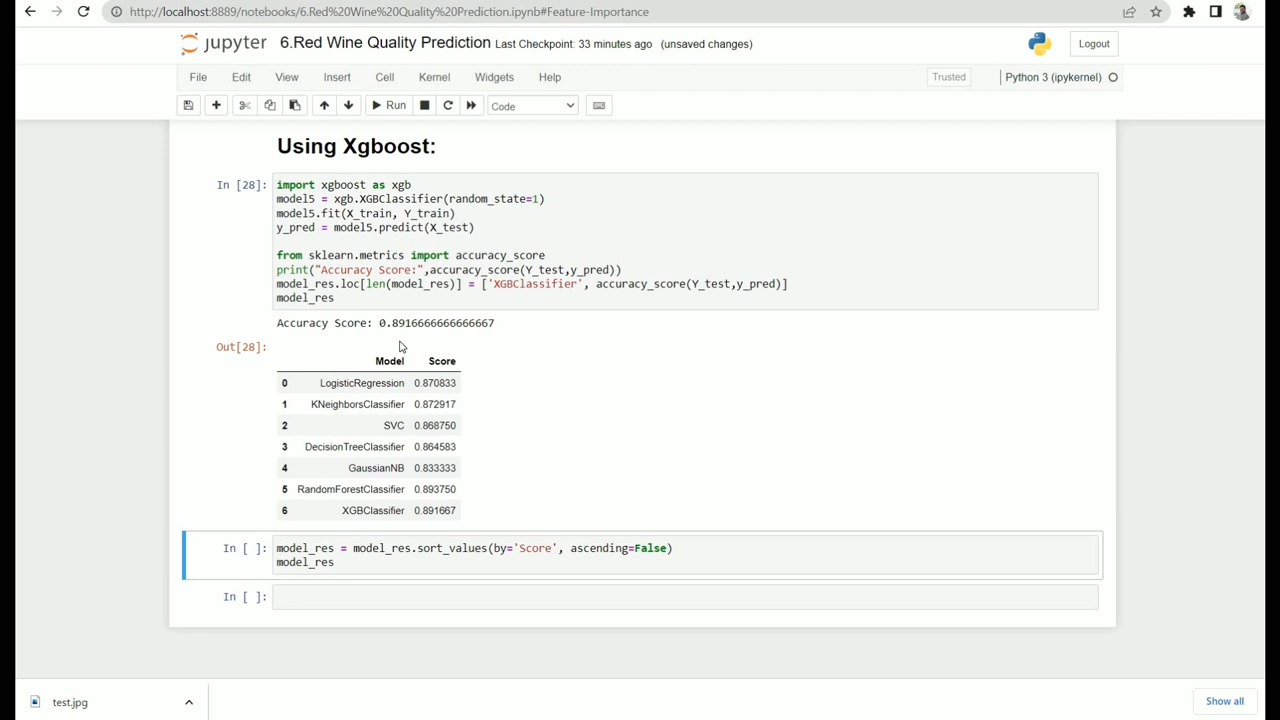 http://localhost:8889/notebooks/6.Red%20Wine%20Quality%20Prediction.ipynb#Feature-Importance
jupyter 6.Red Wine Quality Prediction Last Checkpoint: 33 minutes ago (unsaved changes) Logout
File Edit View Insert Cell Kernel Widgets Help Trusted Python 3 (ipykernel)
Run Code
Using Xgboost:
In [28]: import xgboost as xgb
model5 = xgb.XGBClassifier(random_state=1)
model5.fit(X_train, Y_train)
y_pred = model5.predict(X_test)
from sklearn.metrics import accuracy_score
print("Accuracy Score:",accuracy_score(Y_test,y_pred))
model_res.loc[len(model_res)] = ['XGBClassifier', accuracy_score(Y_test,y_pred)]
model_res
Accuracy Score: 0.8916666666666667
Out[28]:
Model Score
0 LogisticRegression 0.870833
1 KNeighborsClassifier 0.872917
2 SVC 0.868750
3 DecisionTreeClassifier 0.864583
4 GaussianNB 0.833333
5 RandomForestClassifier 0.893750
6 XGBClassifier 0.891667
In [ ]: model_res = model_res.sort_values(by='Score', ascending=False)
model_res
In [ ]:
test.jpg Show all